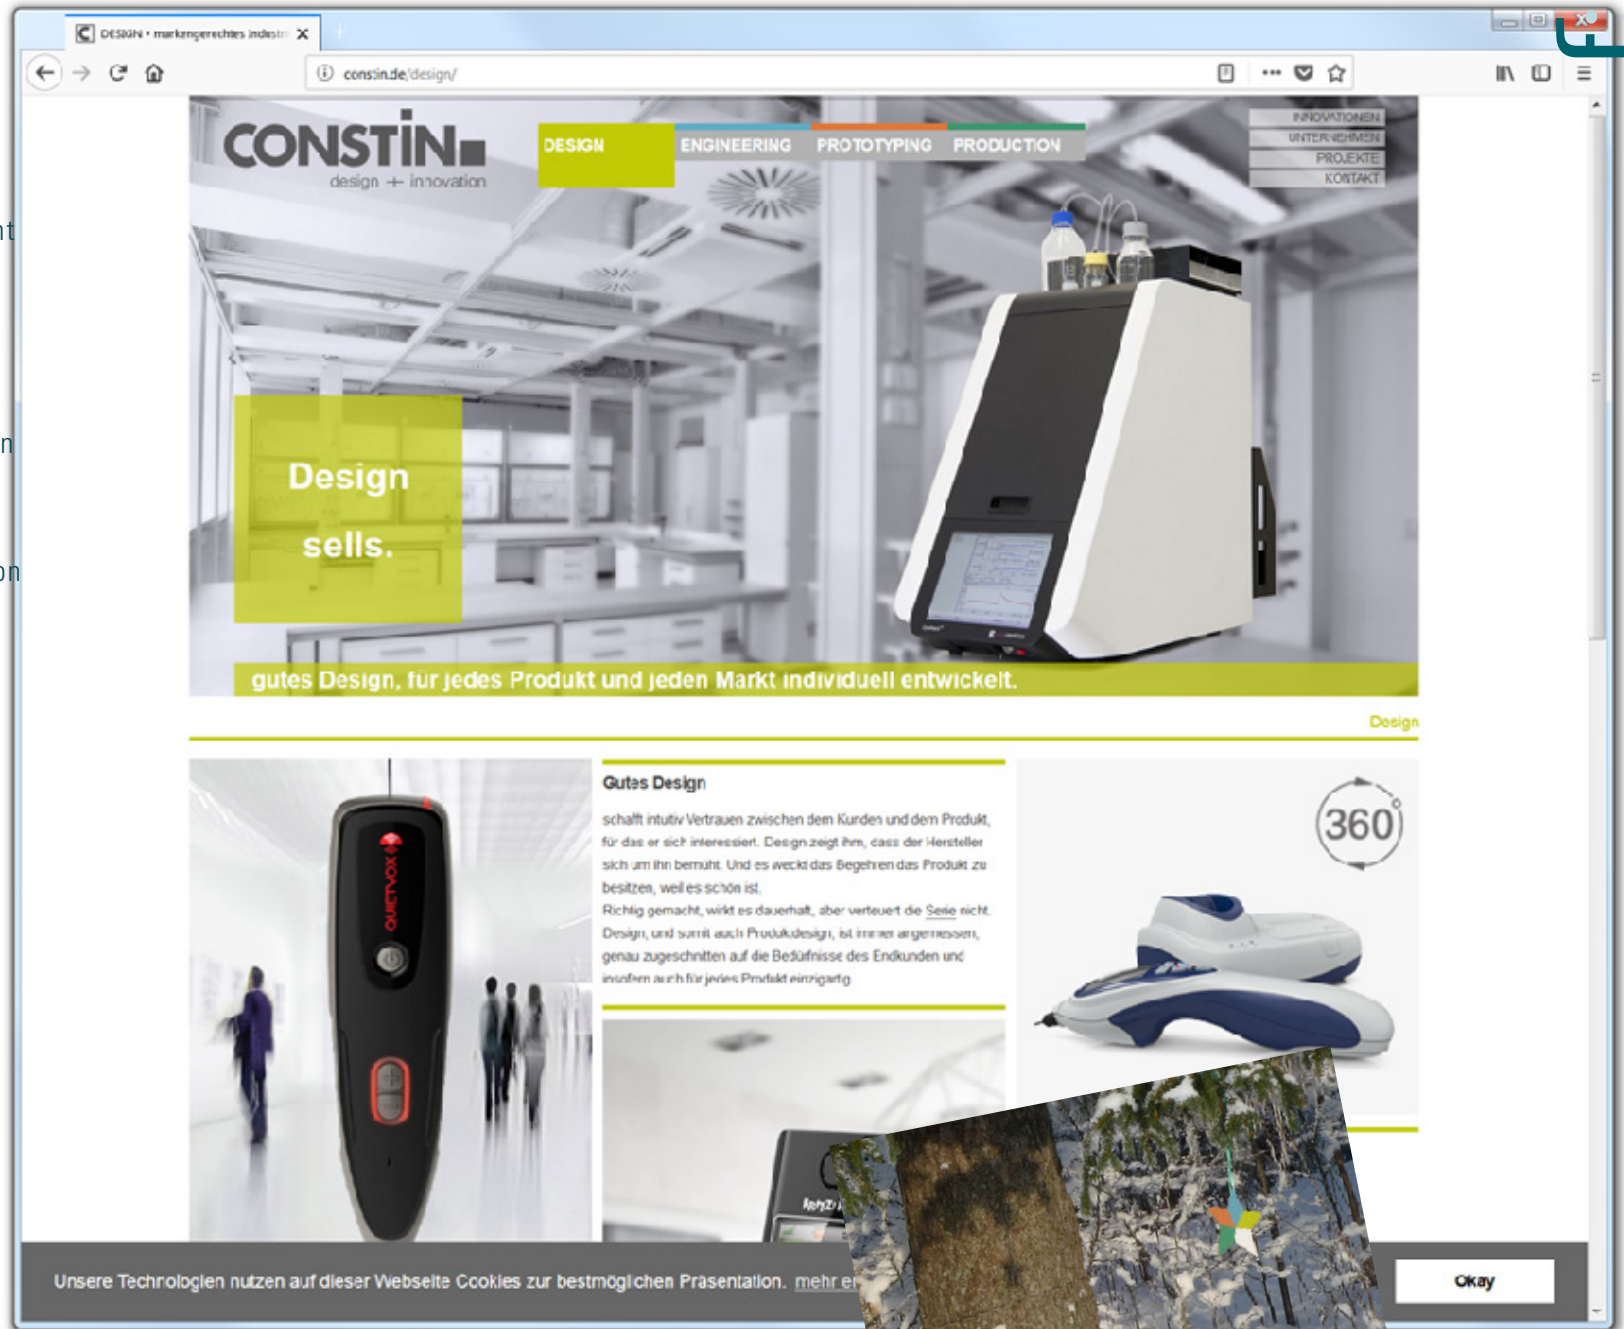 DESIGN • markengerechtes Industri
constin.de/design/
CONSTIN
design + innovation
DESIGN
ENGINEERING
PROTOTYPING
PRODUCTION
INNOVATIONEN
UNTERNEHMEN
PROJEKTE
KONTAKT
Design
sells.
gutes Design, für jedes Produkt und jeden Markt individuell entwickelt.
Design
QUIETVOX
Gutes Design
schafft intutiv Vertrauen zwischen dem Kunden und dem Produkt,
für das er sich interessiert. Design zeigt ihm, dass der Hersteller
sich um ihn bemüht. Und es weckt das Begehren das Produkt zu
besitzen, weil es schön ist.
Richtig gemacht, wirkt es dauerhaft, aber verteuert die Serie nicht.
Design, und somit auch Produktdesign, ist immer angemessen,
genau zugeschnitten auf die Bedüfnisse des Endkunden und
insofern auch für jedes Produkt einzigartig
360°
Unsere Technologien nutzen auf dieser Webseite Cookies zur bestmöglichen Präsentation. mehr
Okay